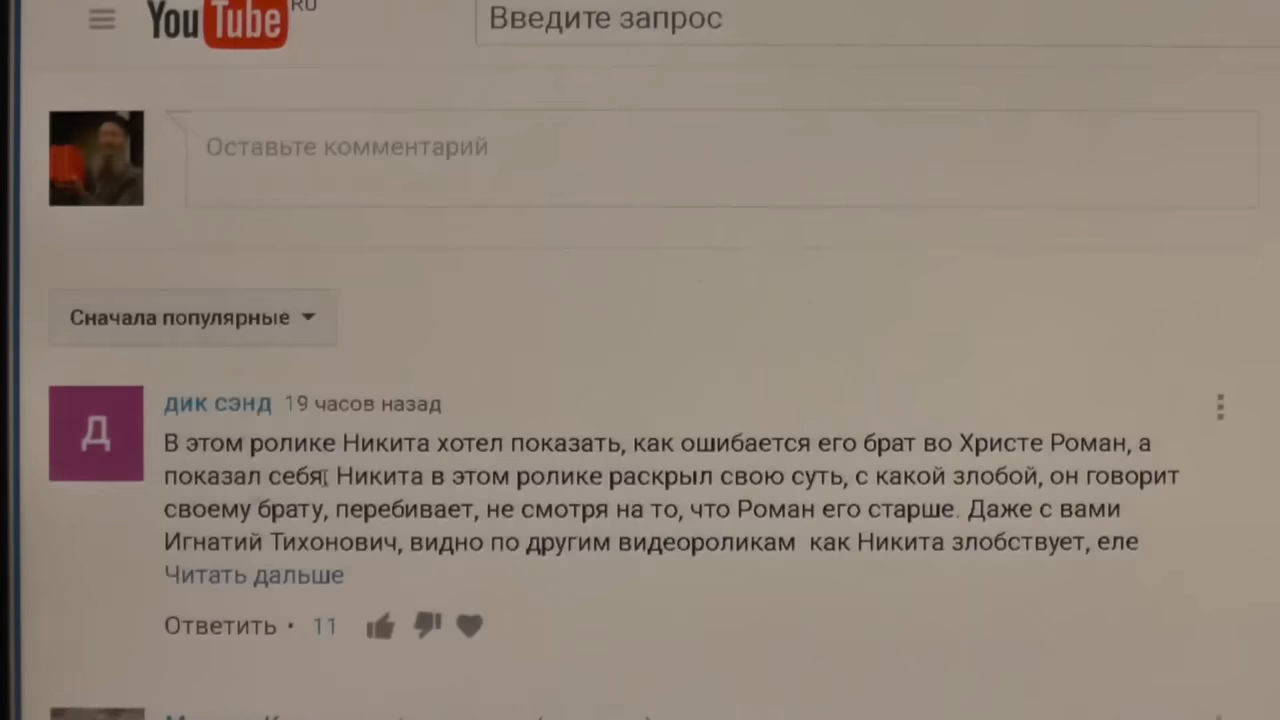 YouTube RU
Введите запрос
Оставьте комментарий
Сначала популярные
Д
дик сэнд 19 часов назад
В этом ролике Никита хотел показать, как ошибается его брат во Христе Роман, а
показал себя. Никита в этом ролике раскрыл свою суть, с какой злобой, он говорит
своему брату, перебивает, не смотря на то, что Роман его старше. Даже с вами
Игнатий Тихонович, видно по другим видеороликам как Никита злобствует, еле
Читать дальше
Ответить • 11